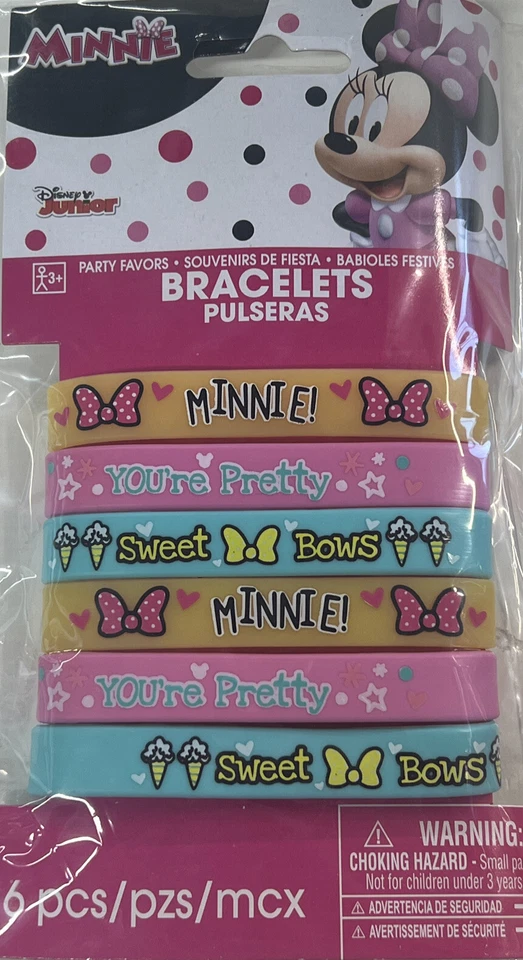 MINNIE
DISNEY
Junior
3+
PARTY FAVORS • SOUVENIRS DE FIESTA • BABIOLES FESTIVES
BRACELETS
PULSERAS
MINNIE!
YOU're Pretty
Sweet Bows
MINNIE!
YOU're Pretty
Sweet Bows
6 pcs/pzs/mcx
WARNING:
CHOKING HAZARD - Small pa
Not for children under 3 years
ADVERTENCIA DE SEGURIDAD
AVERTISSEMENT DE SÉCURITÉ